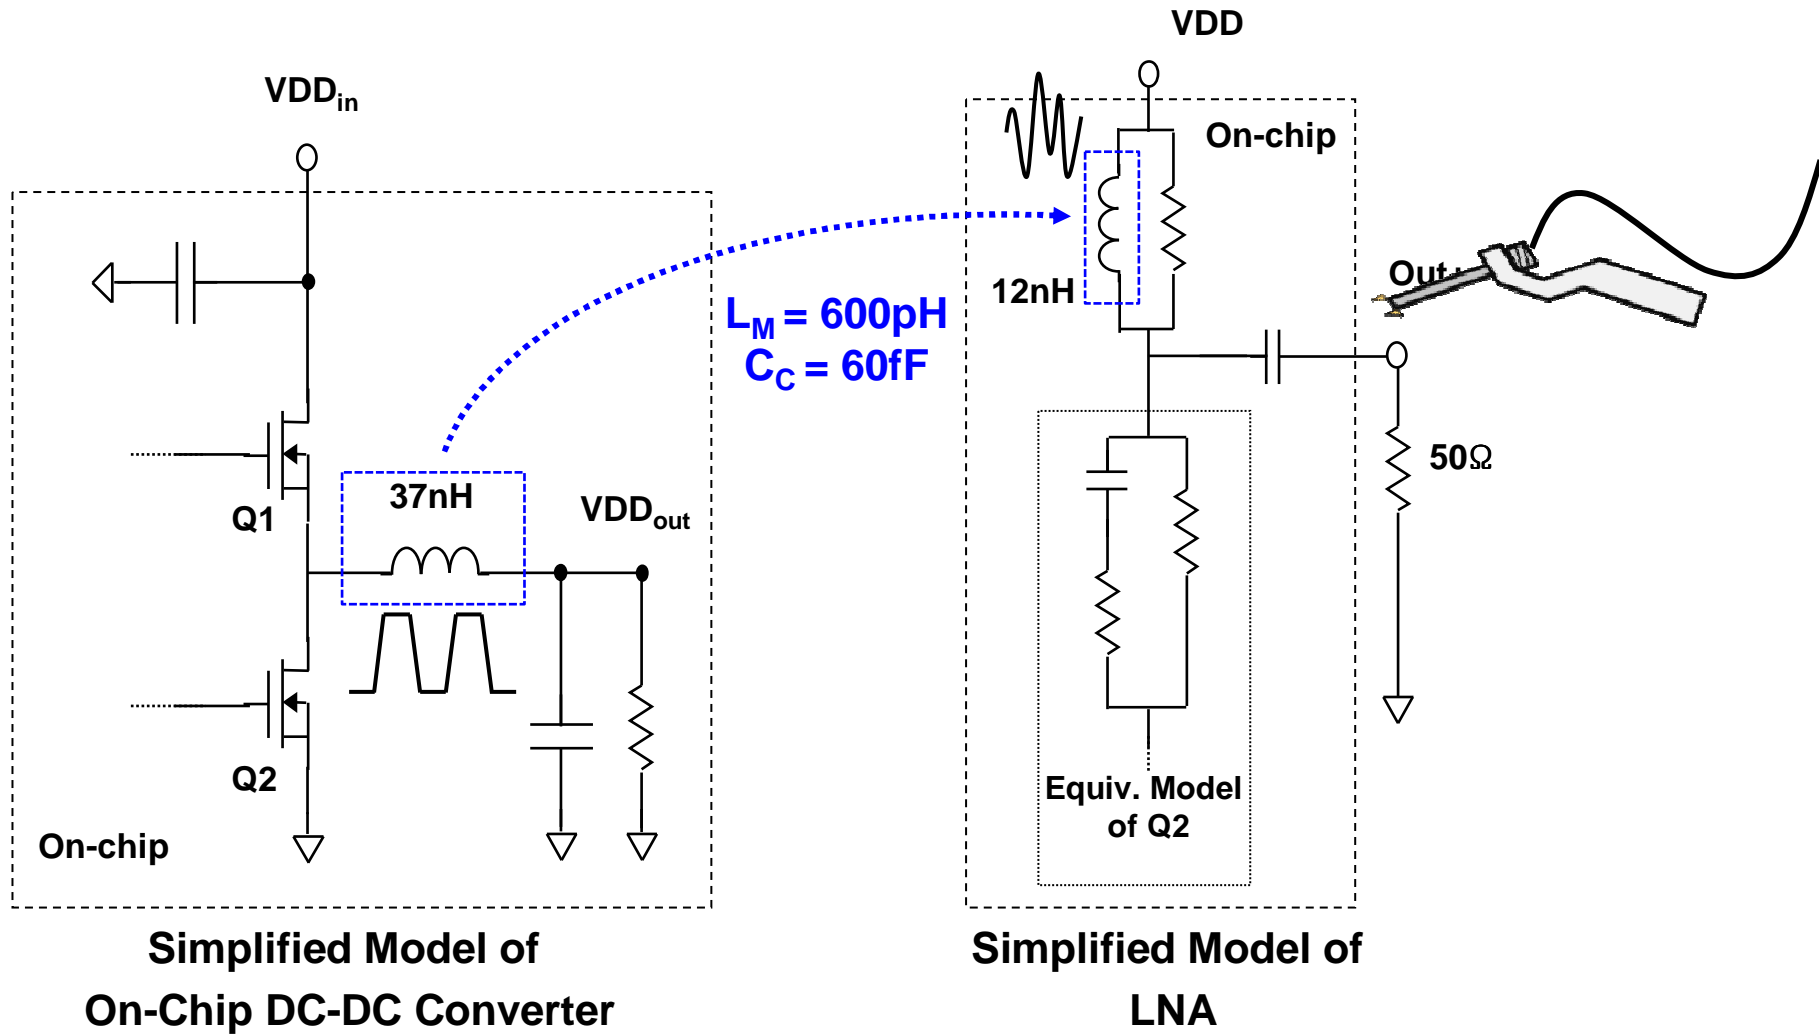 VDDin
Q1
37nH
VDDout
Q2
On-chip
Simplified Model of
On-Chip DC-DC Converter
LM = 600pH
CC = 60fF
VDD
On-chip
12nH
50Ω
Equiv. Model
of Q2
Simplified Model of
LNA